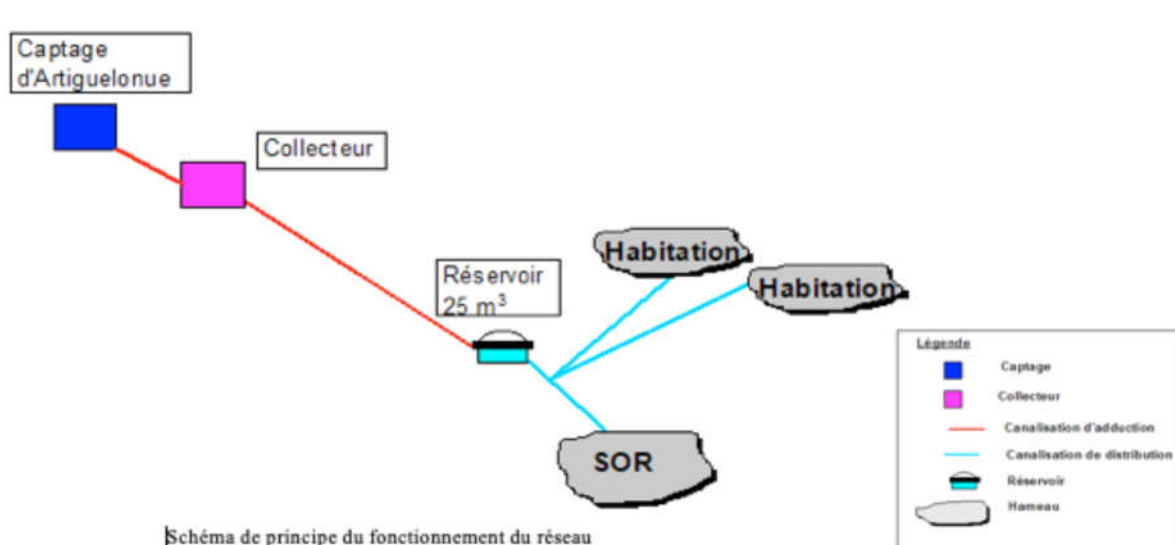 Captage
d'Artiguelonue
Collecteur
Réservoir
25 m³
Habitation
Habitation
SOR
Légende
Captage
Collecteur
Canalisation d'adduction
Canalisation de distribution
Réservoir
Hameau
Schéma de principe du fonctionnement du réseau